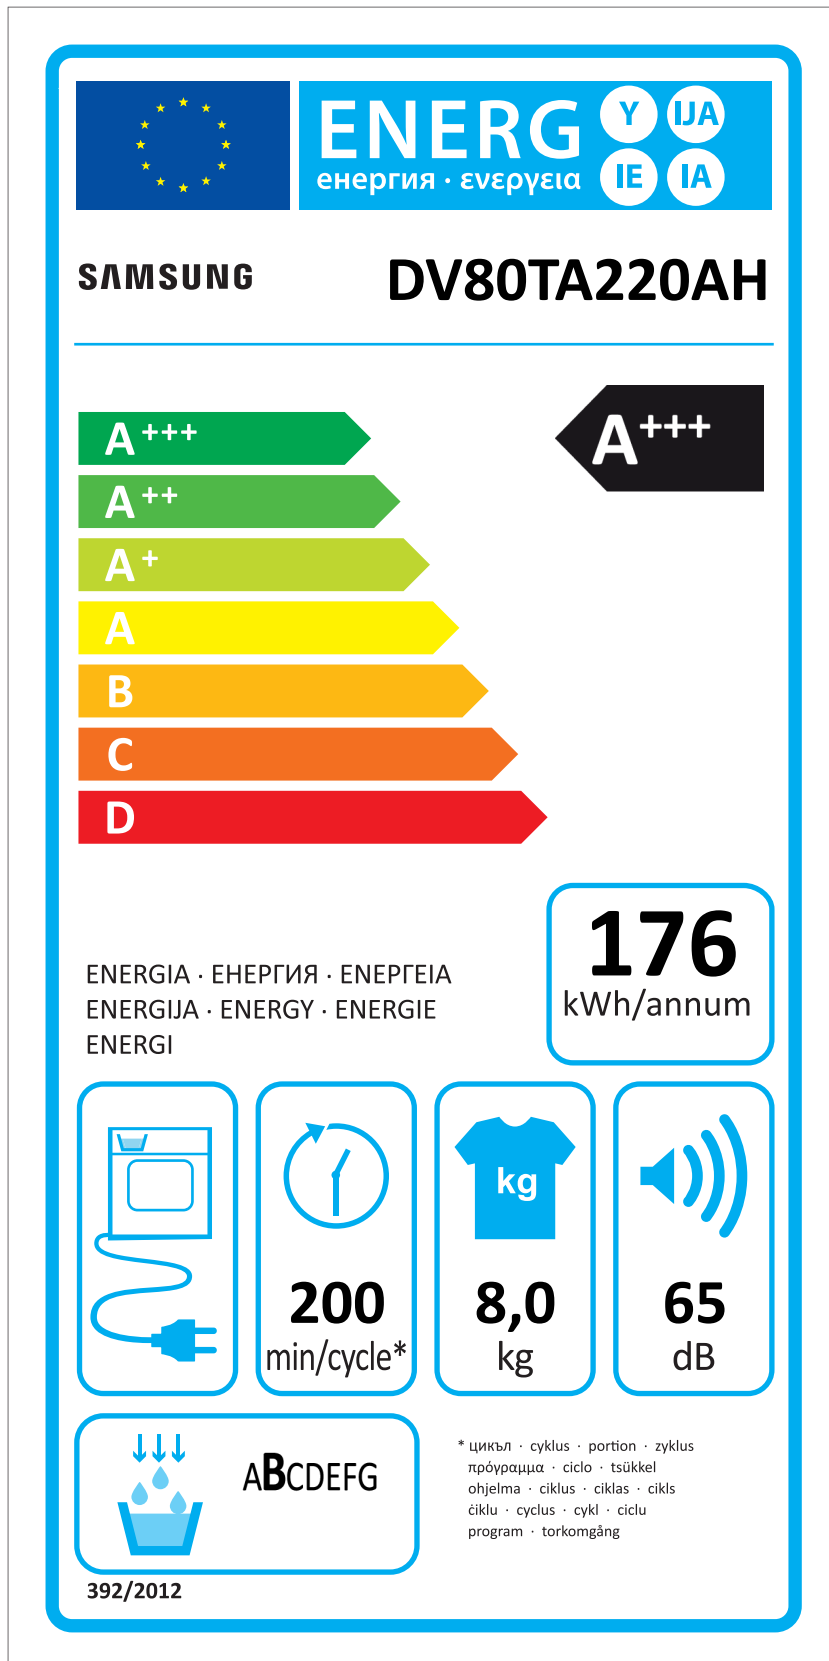 ENERG Y IJA IE IA
енергия · ενεργεια
SAMSUNG DV80TA220AH
A+++
A+++
A++
A+
A
B
C
D
176
kWh/annum
ENERGIA · ЕНЕРГИЯ · ΕΝΕΡΓΕΙΑ
ENERGIJA · ENERGY · ENERGIE
ENERGI
kg
200
min/cycle*
8,0
kg
65
dB
ABCDEFG
* цикъл · cyklus · portion · zyklus
πρόγραμμα · ciclo · tsükkel
ohjelma · ciklus · ciklas · cikls
ċiklu · cyclus · cykl · ciclu
program · torkomgång
392/2012